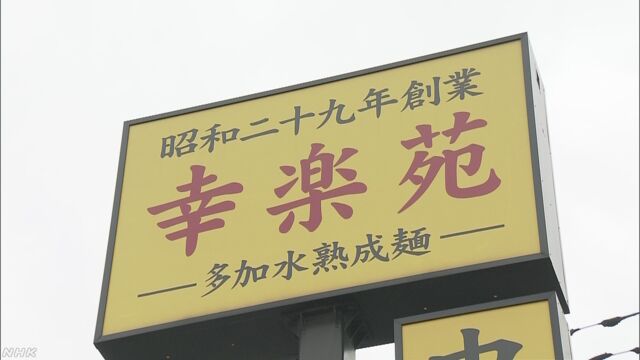 昭和二十九年創業
幸楽苑
多加水熟成麺
NHK